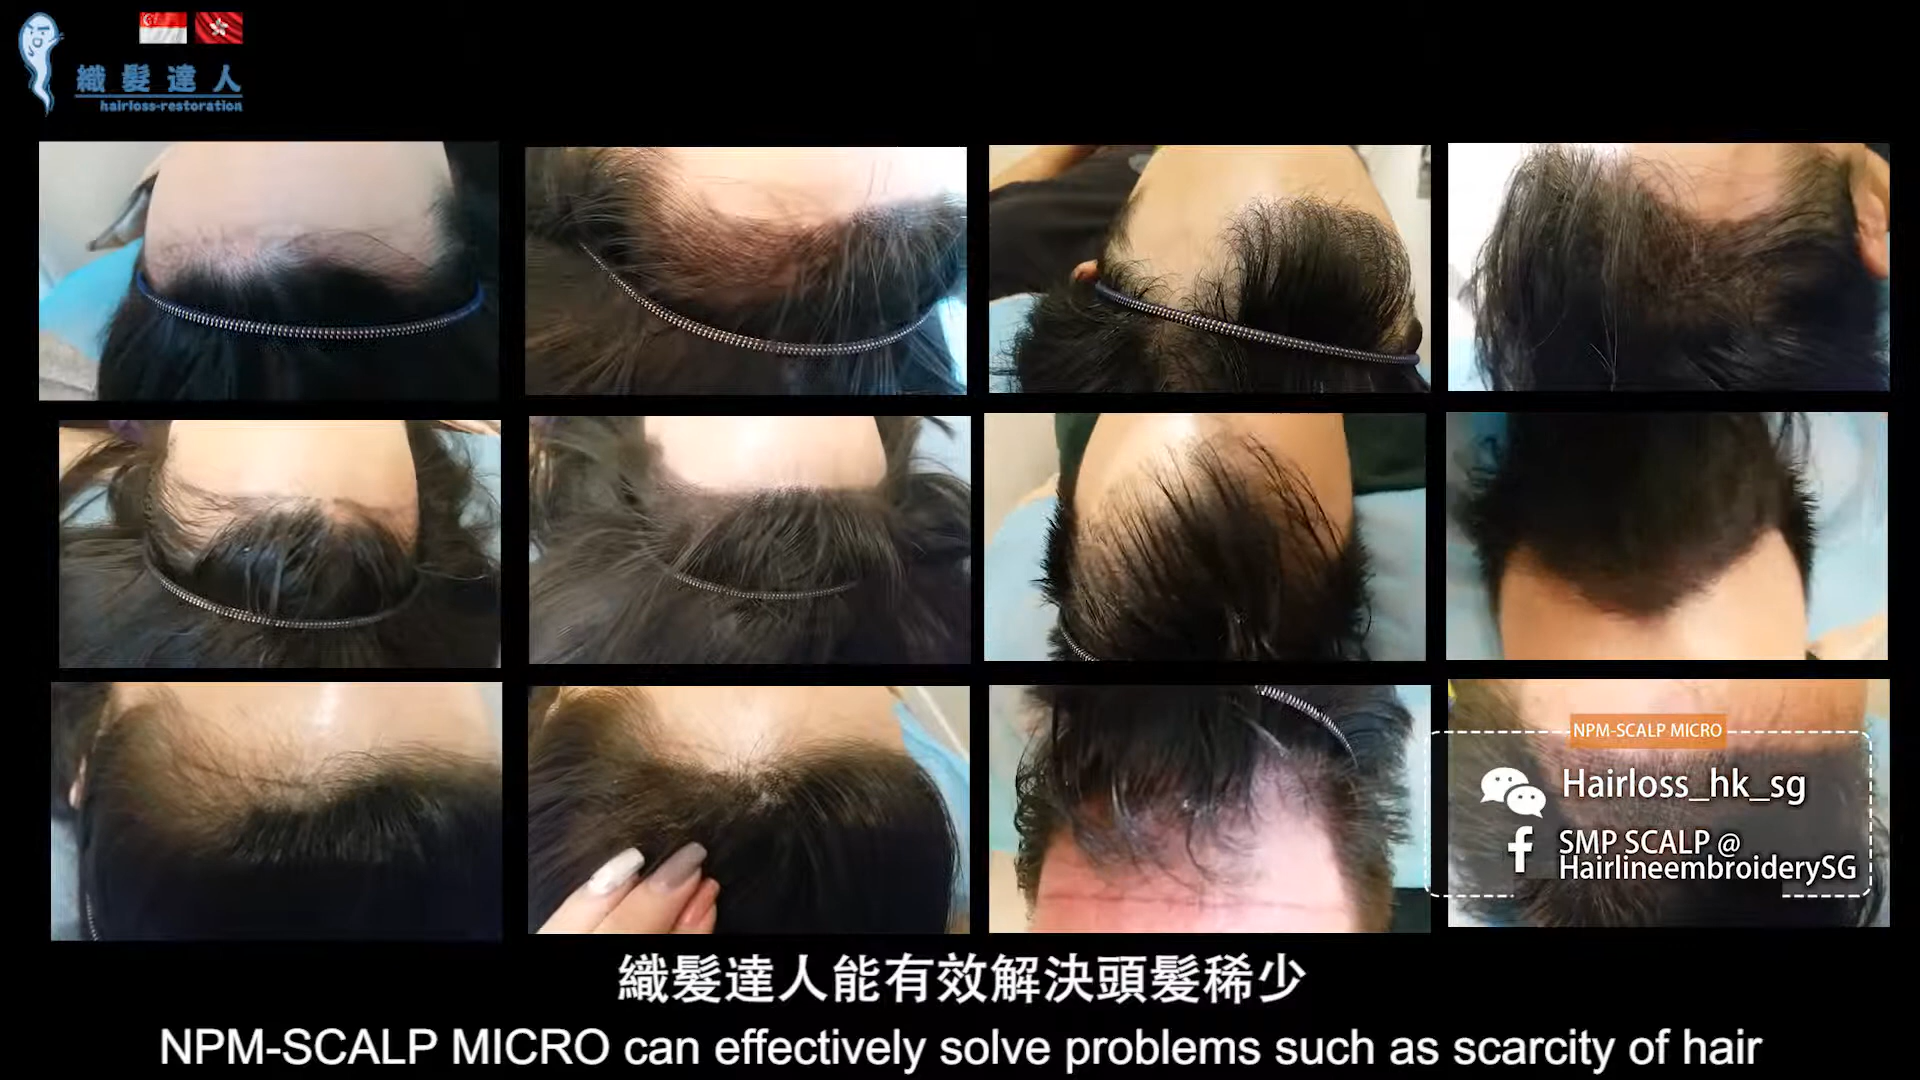 織髮達人
hairloss-restoration
NPM-SCALP MICRO
Hairloss_hk_sg
SMP SCALP @
HairlineembroiderySG
織髮達人能有效解決頭髮稀少
NPM-SCALP MICRO can effectively solve problems such as scarcity of hair